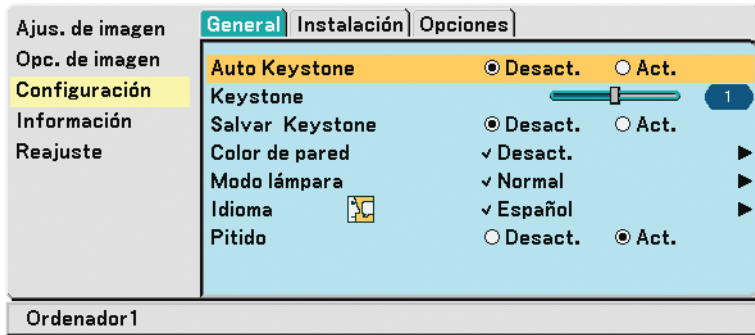 Ajus. de imagen
Opc. de imagen
Configuración
Información
Reajuste
General Instalación Opciones
Auto Keystone Desact. Act.
Keystone 1
Salvar Keystone Desact. Act.
Color de pared Desact.
Modo lámpara Normal
Idioma Español
Pitido Desact. Act.
Ordenador1